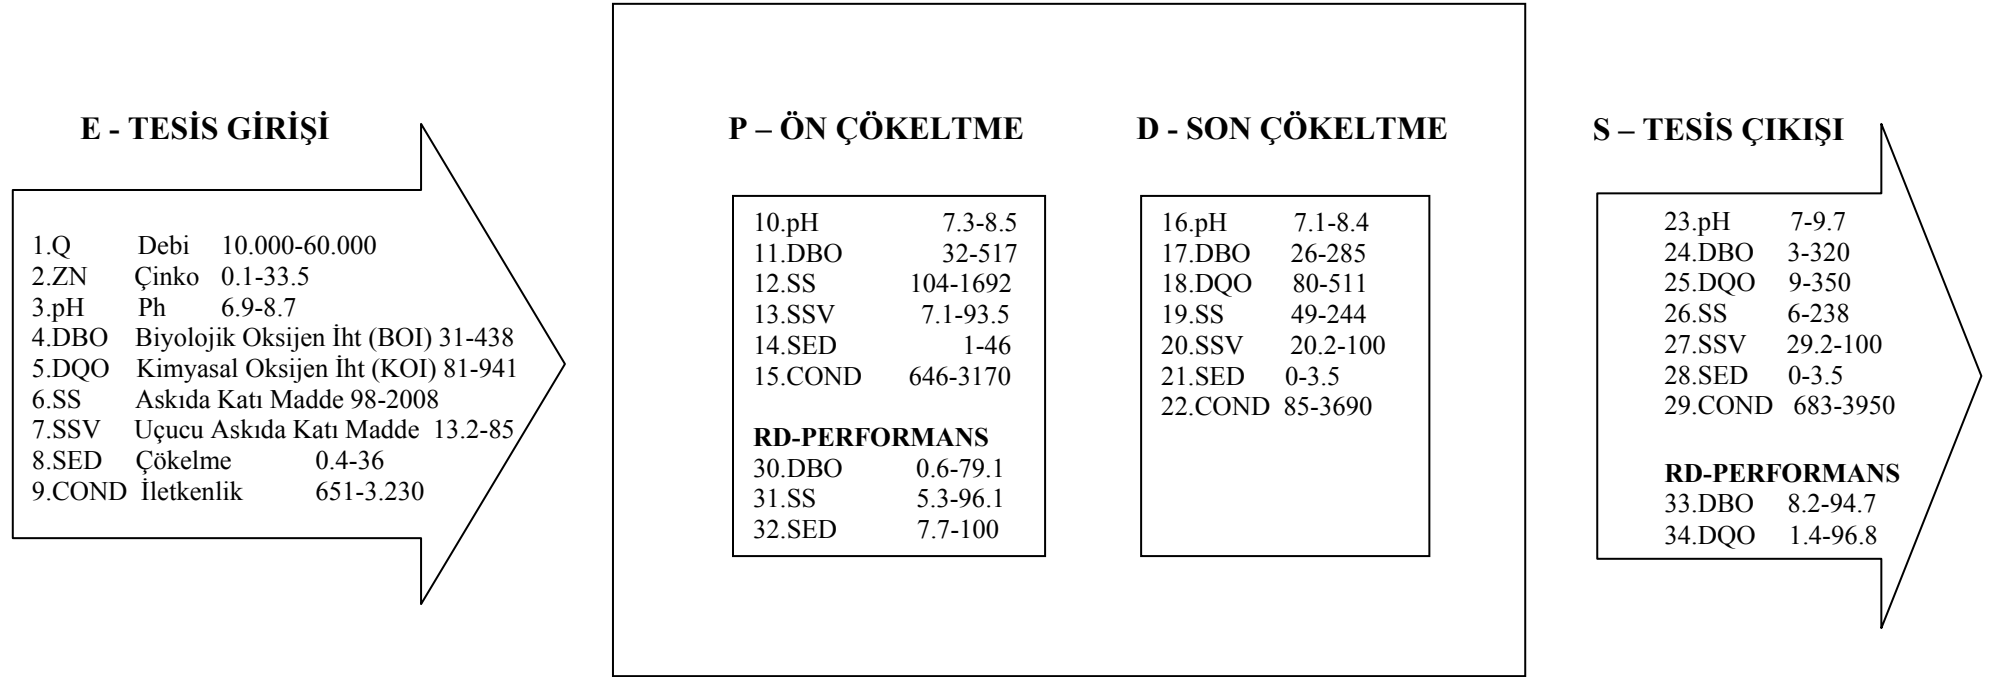 E - TESİS GİRİŞİ
1.Q Debi 10.000-60.000
2.ZN Çinko 0.1-33.5
3.pH Ph 6.9-8.7
4.DBO Biyolojik Oksijen İht (BOI) 31-438
5.DQO Kimyasal Oksijen İht (KOI) 81-941
6.SS Askıda Katı Madde 98-2008
7.SSV Uçucu Askıda Katı Madde 13.2-85
8.SED Çökelme 0.4-36
9.COND İletkenlik 651-3.230
P – ÖN ÇÖKELTME
10.pH 7.3-8.5
11.DBO 32-517
12.SS 104-1692
13.SSV 7.1-93.5
14.SED 1-46
15.COND 646-3170
RD-PERFORMANS
30.DBO 0.6-79.1
31.SS 5.3-96.1
32.SED 7.7-100
D - SON ÇÖKELTME
16.pH 7.1-8.4
17.DBO 26-285
18.DQO 80-511
19.SS 49-244
20.SSV 20.2-100
21.SED 0-3.5
22.COND 85-3690
S – TESİS ÇIKIŞI
23.pH 7-9.7
24.DBO 3-320
25.DQO 9-350
26.SS 6-238
27.SSV 29.2-100
28.SED 0-3.5
29.COND 683-3950
RD-PERFORMANS
33.DBO 8.2-94.7
34.DQO 1.4-96.8